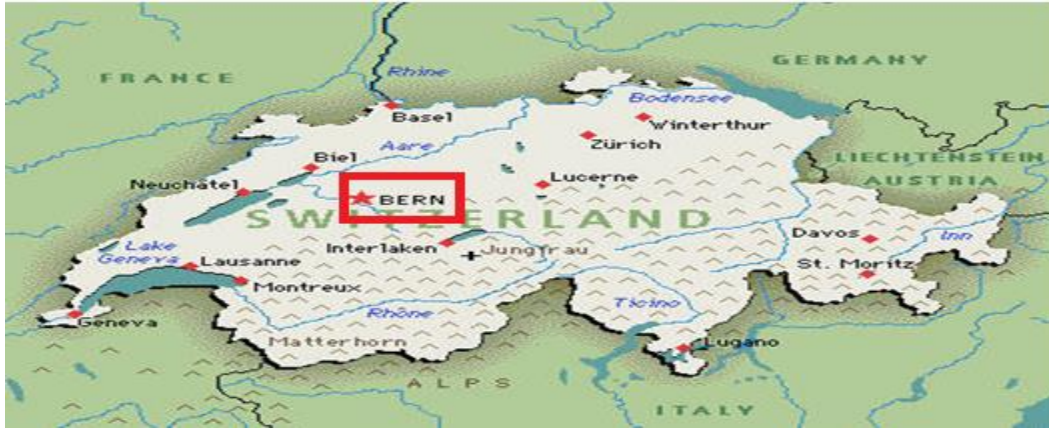 GERMANY
FRANCE
Rhine
Bodensee
Basel
Winterthur
Zürich
Aare
Biel
LIECHTENSTEIN
Lucerne
AUSTRIA
Neuchatel
BERN
SWITZERLAND
Davos
Inn
Interlaken
Jungfrau
Lake
Geneva
Lausanne
St. Moritz
Montreux
Ticino
Rhône
Geneva
Matterhorn
Lugano
ALPS
ITALY